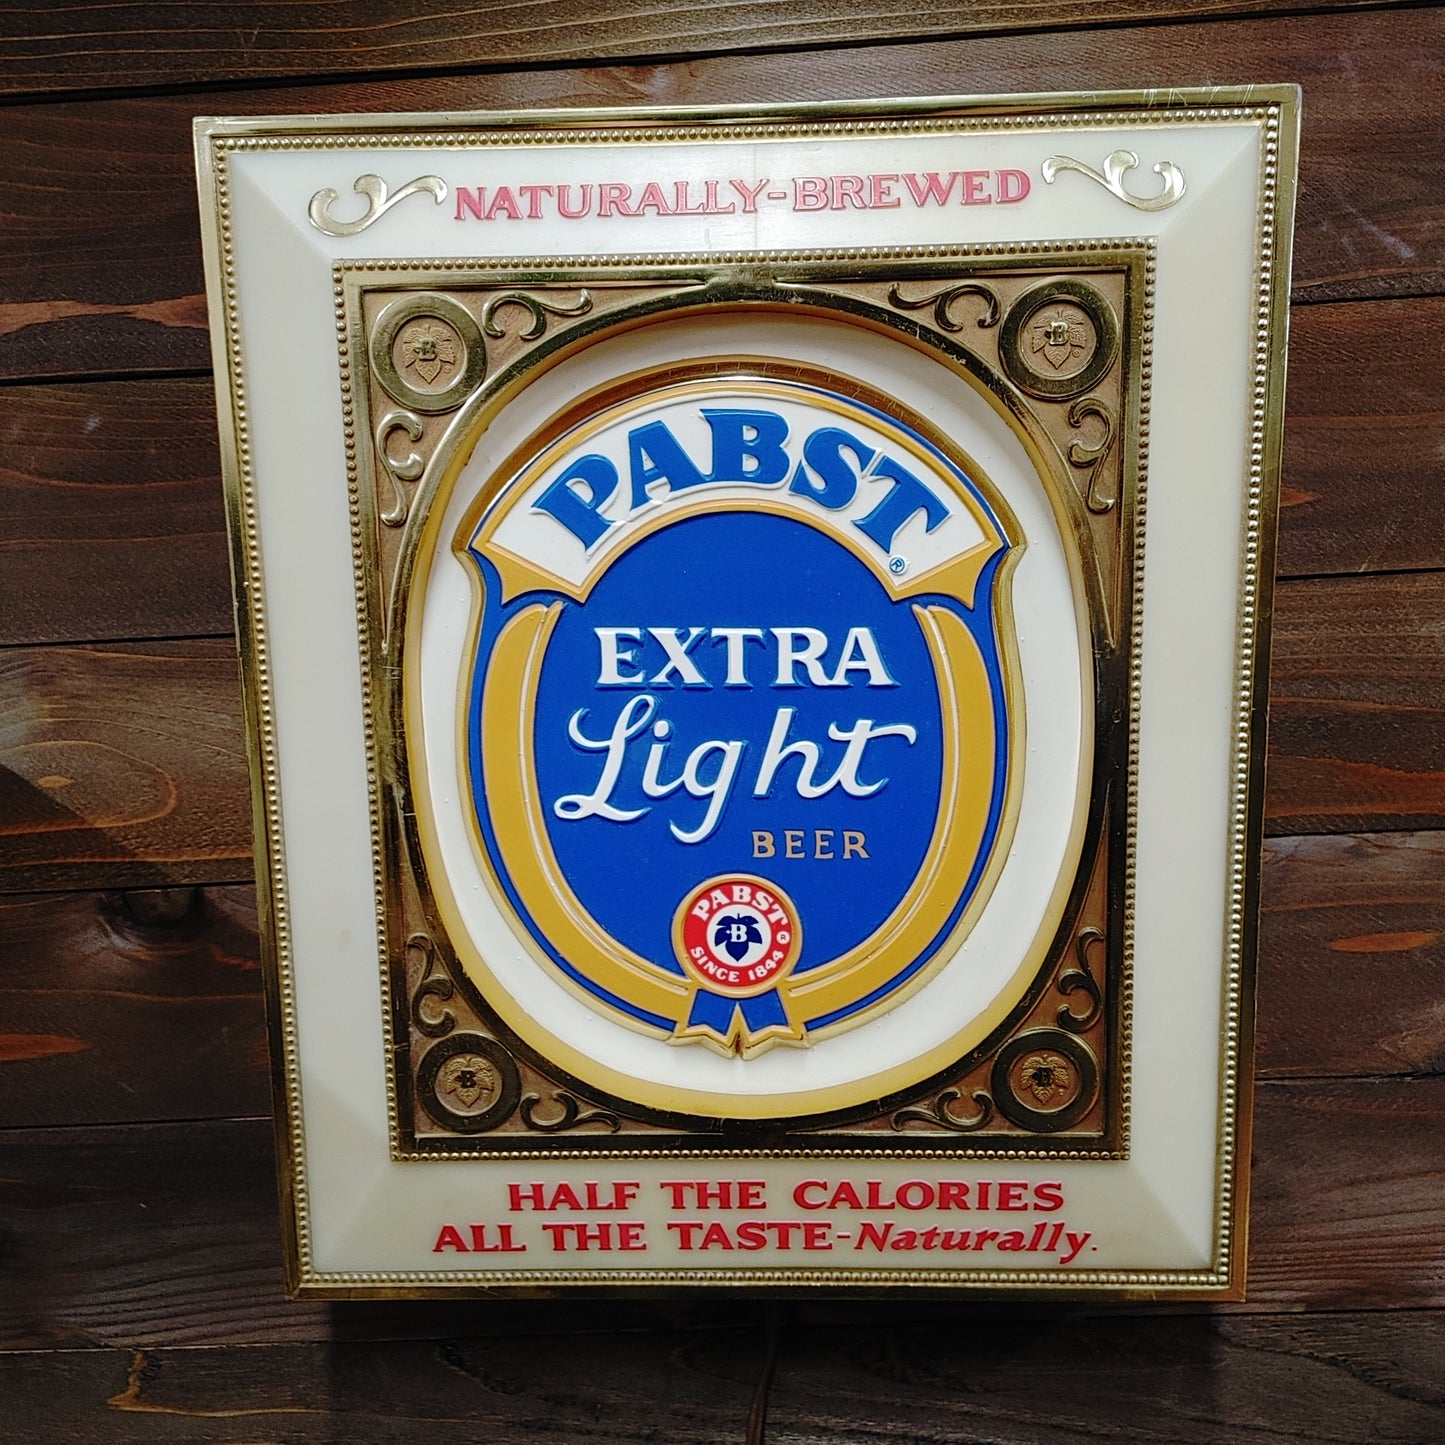 NATURALLY-BREWED
B
B
PABST®
EXTRA
Light
BEER
PABST
B
®
SINCE 1844
B
B
HALF THE CALORIES
ALL THE TASTE-Naturally.